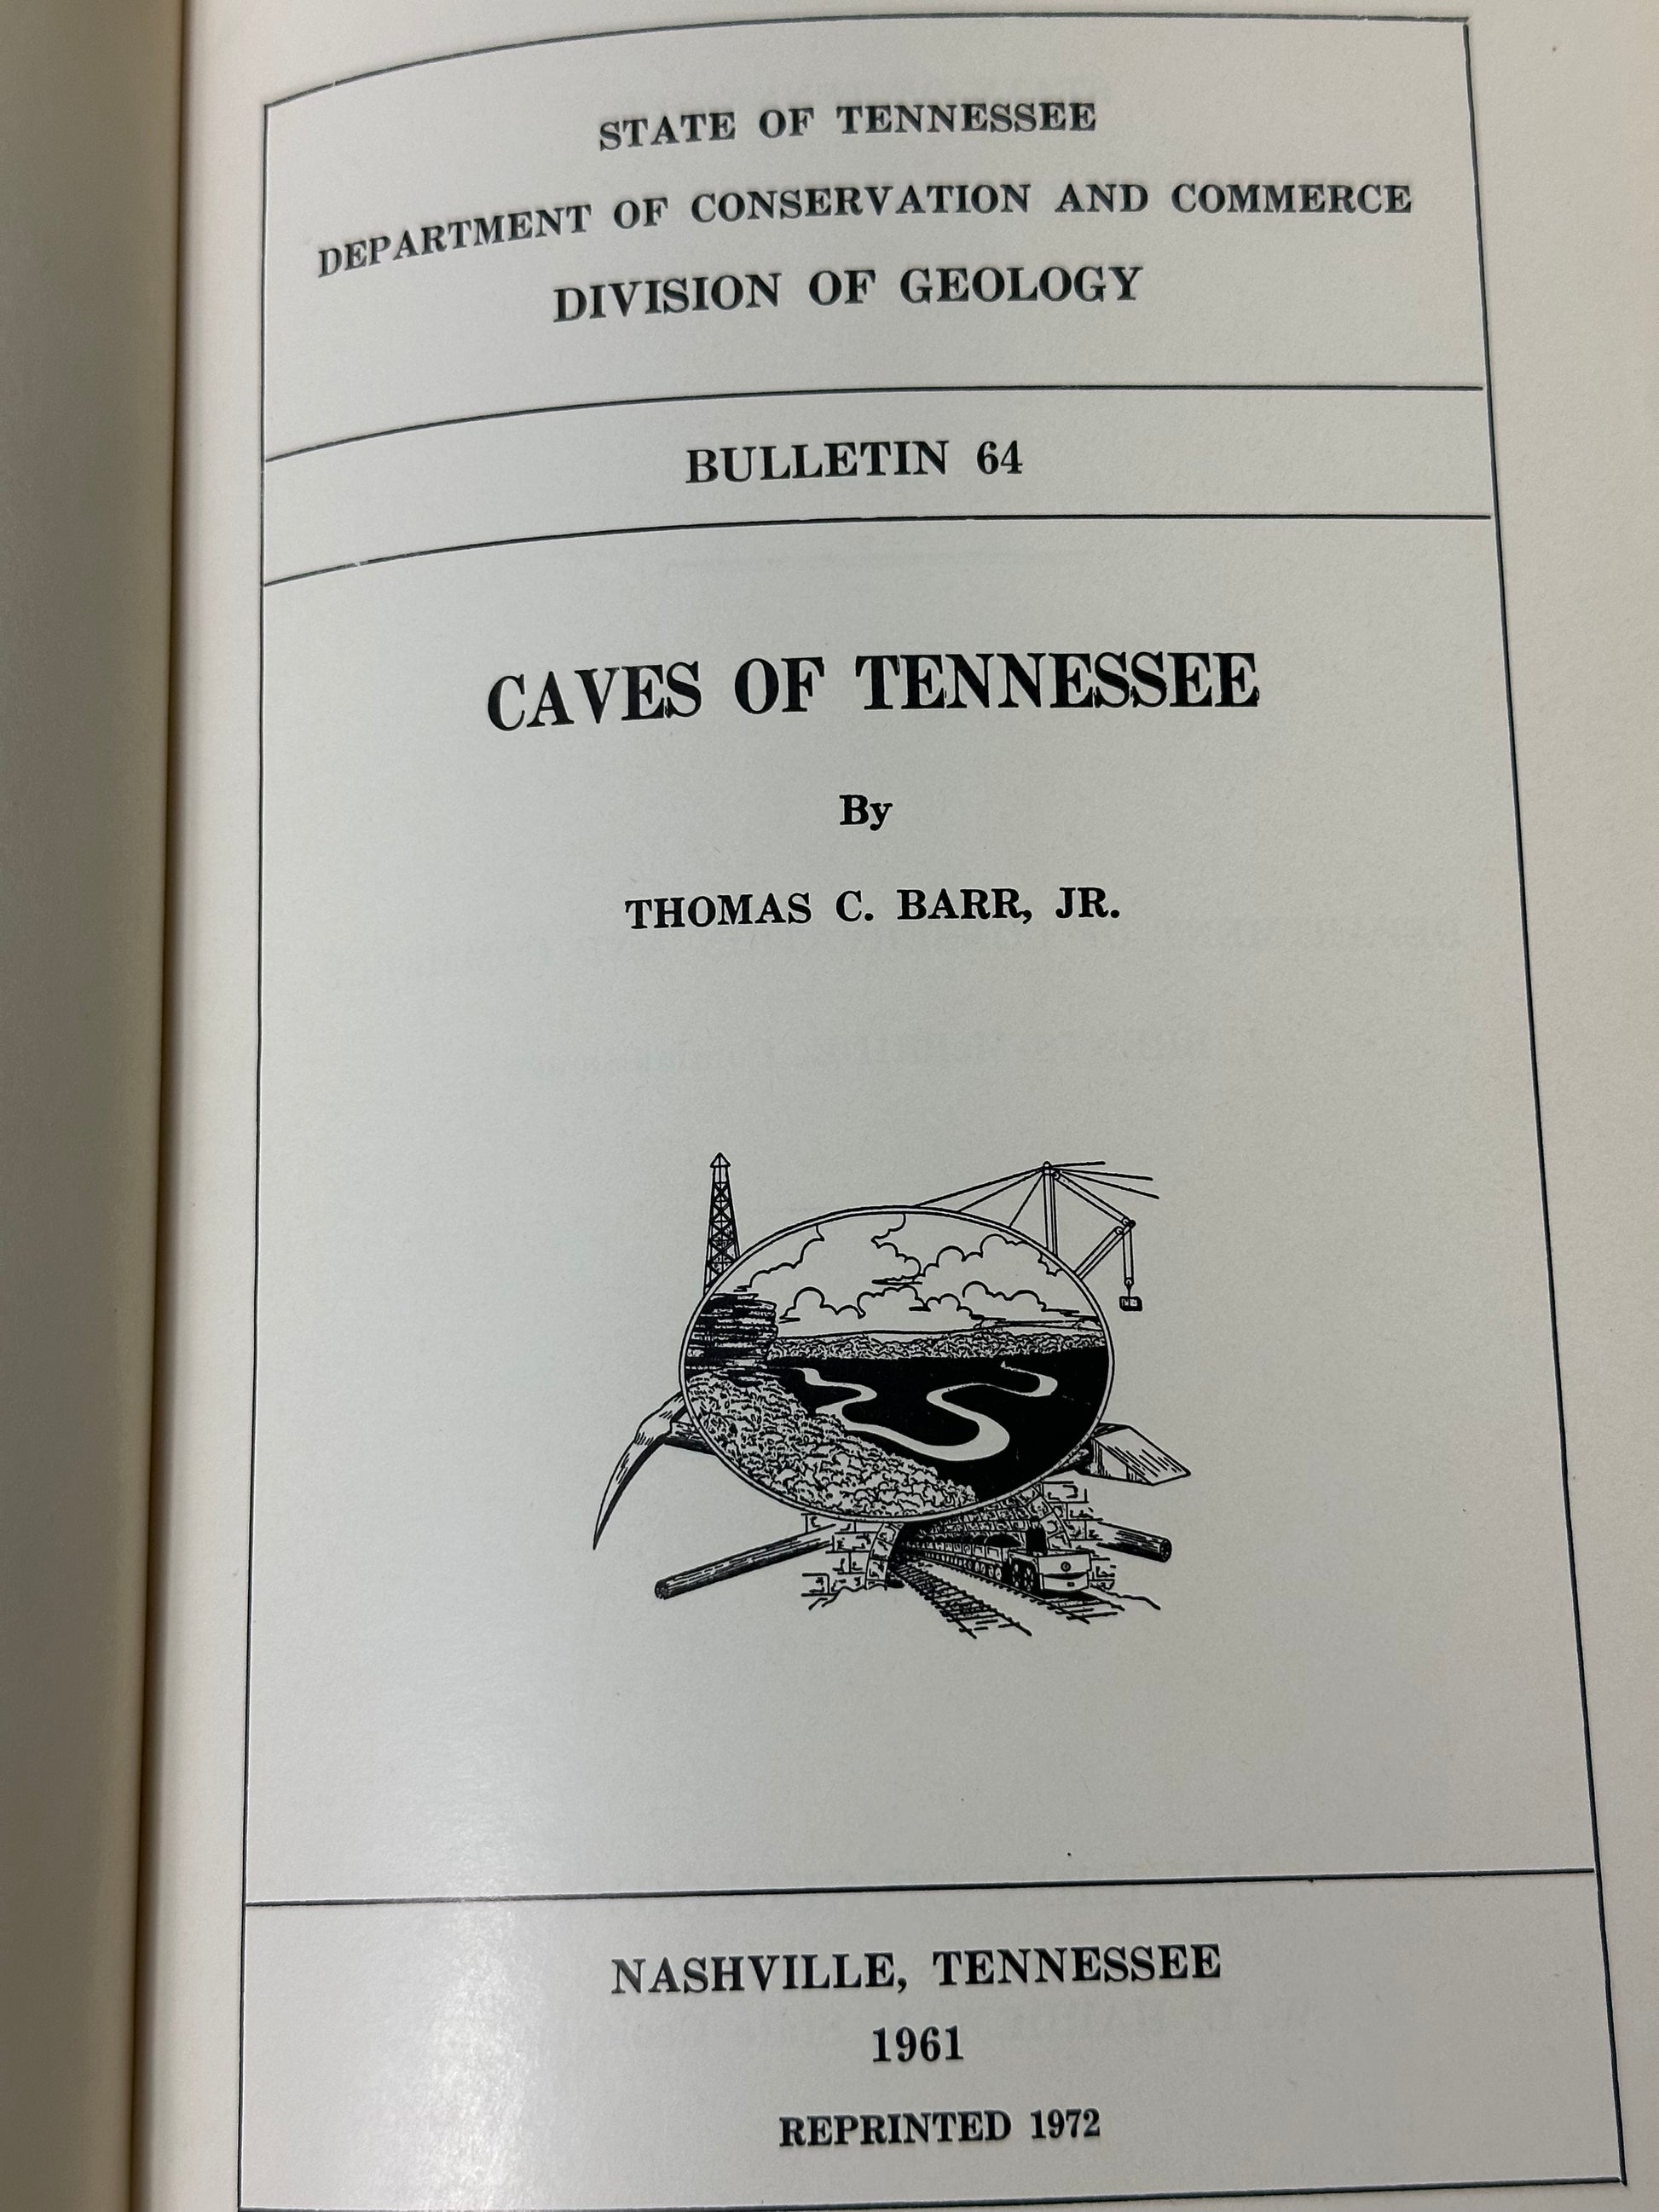 STATE OF TENNESSEE
DEPARTMENT OF CONSERVATION AND COMMERCE
DIVISION OF GEOLOGY
BULLETIN 64
CAVES OF TENNESSEE
By
THOMAS C. BARR, JR.
NASHVILLE, TENNESSEE
1961
REPRINTED 1972